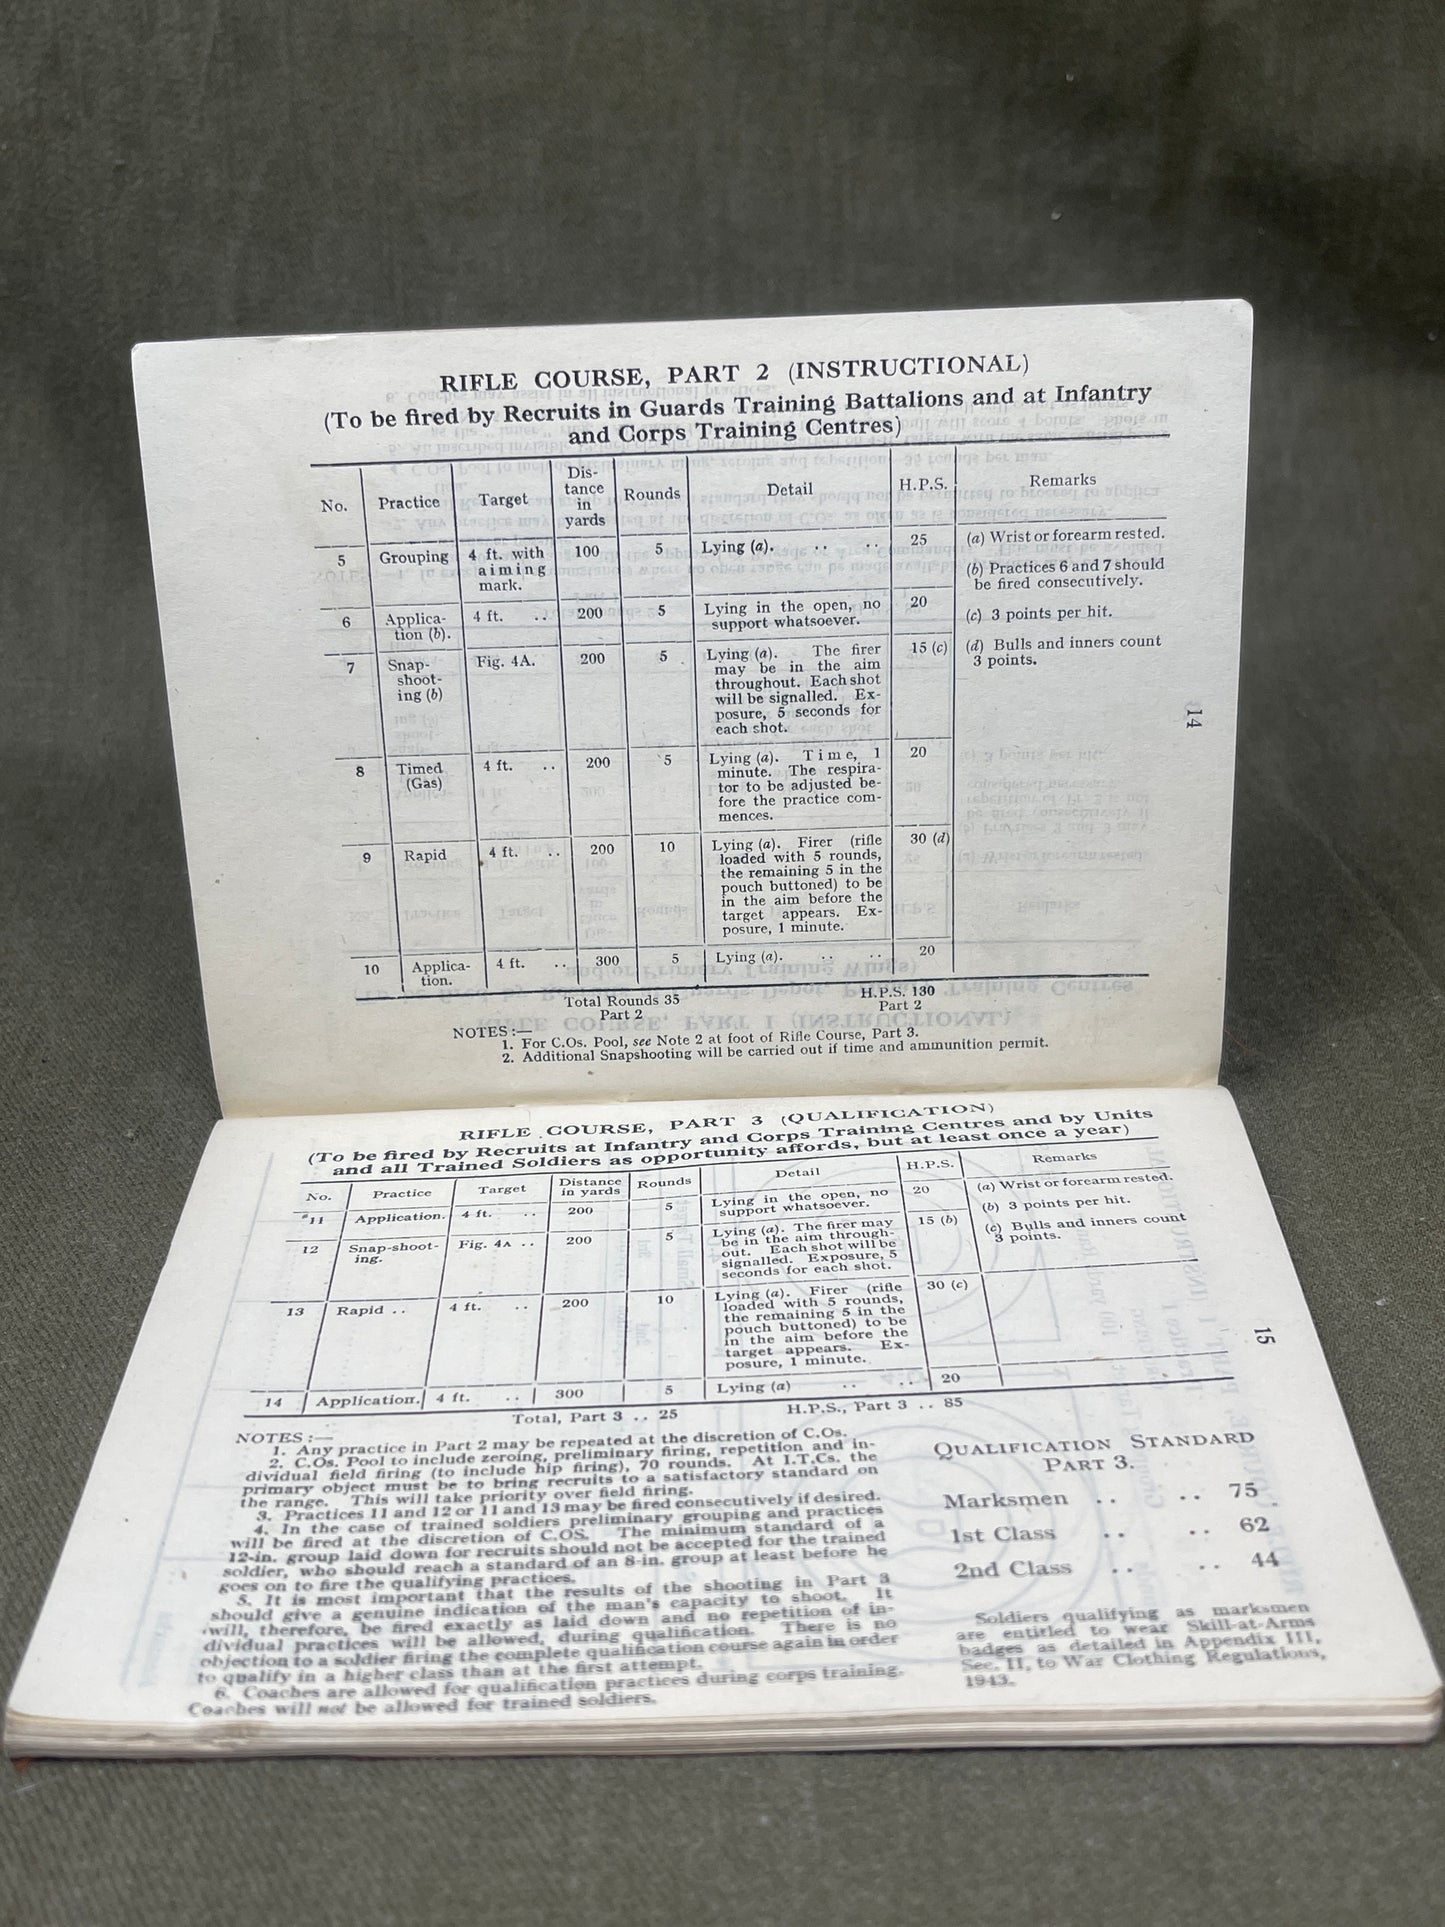 RIFLE COURSE, PART 2 (INSTRUCTIONAL)
(To be fired by Recruits in Guards Training Battalions and at Infantry
and Corps Training Centres)
No. Practice Target Dis-tance in yards Rounds Detail H.P.S. Remarks
5 Grouping 4 ft. with aiming mark. 100 5 Lying (a). .. .. 25
6 Applica-tion (b). 4 ft. .. 200 5 Lying in the open, no support whatsoever. 20
7 Snap-shoot-ing (b) Fig. 4A. 200 5 Lying (a). The firer may be in the aim throughout. Each shot will be signalled. Ex-posure, 5 seconds for each shot. 15 (c)
8 Timed (Gas) 4 ft. .. 200 5 Lying (a). Time, 1 minute. The respira-tor to be adjusted be-fore the practice com-mences. 20
9 Rapid 4 ft. .. 200 10 Lying (a). Firer (rifle loaded with 5 rounds, the remaining 5 in the pouch buttoned) to be in the aim before the target appears. Ex-posure, 1 minute. 30 (d)
10 Applica-tion. 4 ft. .. 300 5 Lying (a). .. .. 20
(a) Wrist or forearm rested.
(b) Practices 6 and 7 should
be fired consecutively.
(c) 3 points per hit.
(d) Bulls and inners count
3 points.
Total Rounds 35 H.P.S. 130
Part 2 Part 2
NOTES :—
1. For C.Os. Pool, see Note 2 at foot of Rifle Course, Part 3.
2. Additional Snapshooting will be carried out if time and ammunition permit.
14
RIFLE COURSE, PART 3 (QUALIFICATION)
(To be fired by Recruits at Infantry and Corps Training Centres and by Units
and all Trained Soldiers as opportunity affords, but at least once a year)
No. Practice Target Distance in yards Rounds Detail H.P.S. Remarks
*11 Application. 4 ft. .. 200 5 Lying in the open, no support whatsoever. 20
12 Snap-shoot-ing. Fig. 4A .. 200 5 Lying (a). The firer may be in the aim through-out. Each shot will be signalled. Exposure, 5 seconds for each shot. 15 (b)
13 Rapid .. 4 ft. .. 200 10 Lying (a). Firer (rifle loaded with 5 rounds, the remaining 5 in the pouch buttoned) to be in the aim before the target appears. Ex-posure, 1 minute. 30 (c)
14 Application. 4 ft. .. 300 5 Lying (a) .. .. 20
(a) Wrist or forearm rested.
(b) 3 points per hit.
(c) Bulls and inners count
3 points.
Total, Part 3 .. 25 H.P.S., Part 3 .. 85
NOTES :—
1. Any practice in Part 2 may be repeated at the discretion of C.Os.
2. C.Os. Pool to include zeroing, preliminary firing, repetition and in-
dividual field firing (to include hip firing), 70 rounds. At I.T.Cs. the
primary object must be to bring recruits to a satisfactory standard on
the range. This will take priority over field firing.
3. Practices 11 and 12 or 11 and 13 may be fired consecutively if desired.
4. In the case of trained soldiers preliminary grouping and practices
will be fired at the discretion of C.OS. The minimum standard of a
12-in. group laid down for recruits should not be accepted for the trained
soldier, who should reach a standard of an 8-in. group at least before he
goes on to fire the qualifying practices.
5. It is most important that the results of the shooting in Part 3
should give a genuine indication of the man's capacity to shoot. It
will, therefore, be fired exactly as laid down and no repetition of in-
dividual practices will be allowed, during qualification. There is no
objection to a soldier firing the complete qualification course again in order
to qualify in a higher class than at the first attempt.
6. Coaches are allowed for qualification practices during corps training.
Coaches will not be allowed for trained soldiers.
QUALIFICATION STANDARD
PART 3.
Marksmen .. .. 75
1st Class .. .. 62
2nd Class .. .. 44
Soldiers qualifying as marksmen
are entitled to wear Skill-at-Arms
badges as detailed in Appendix III,
Sec. II, to War Clothing Regulations,
1943.
15